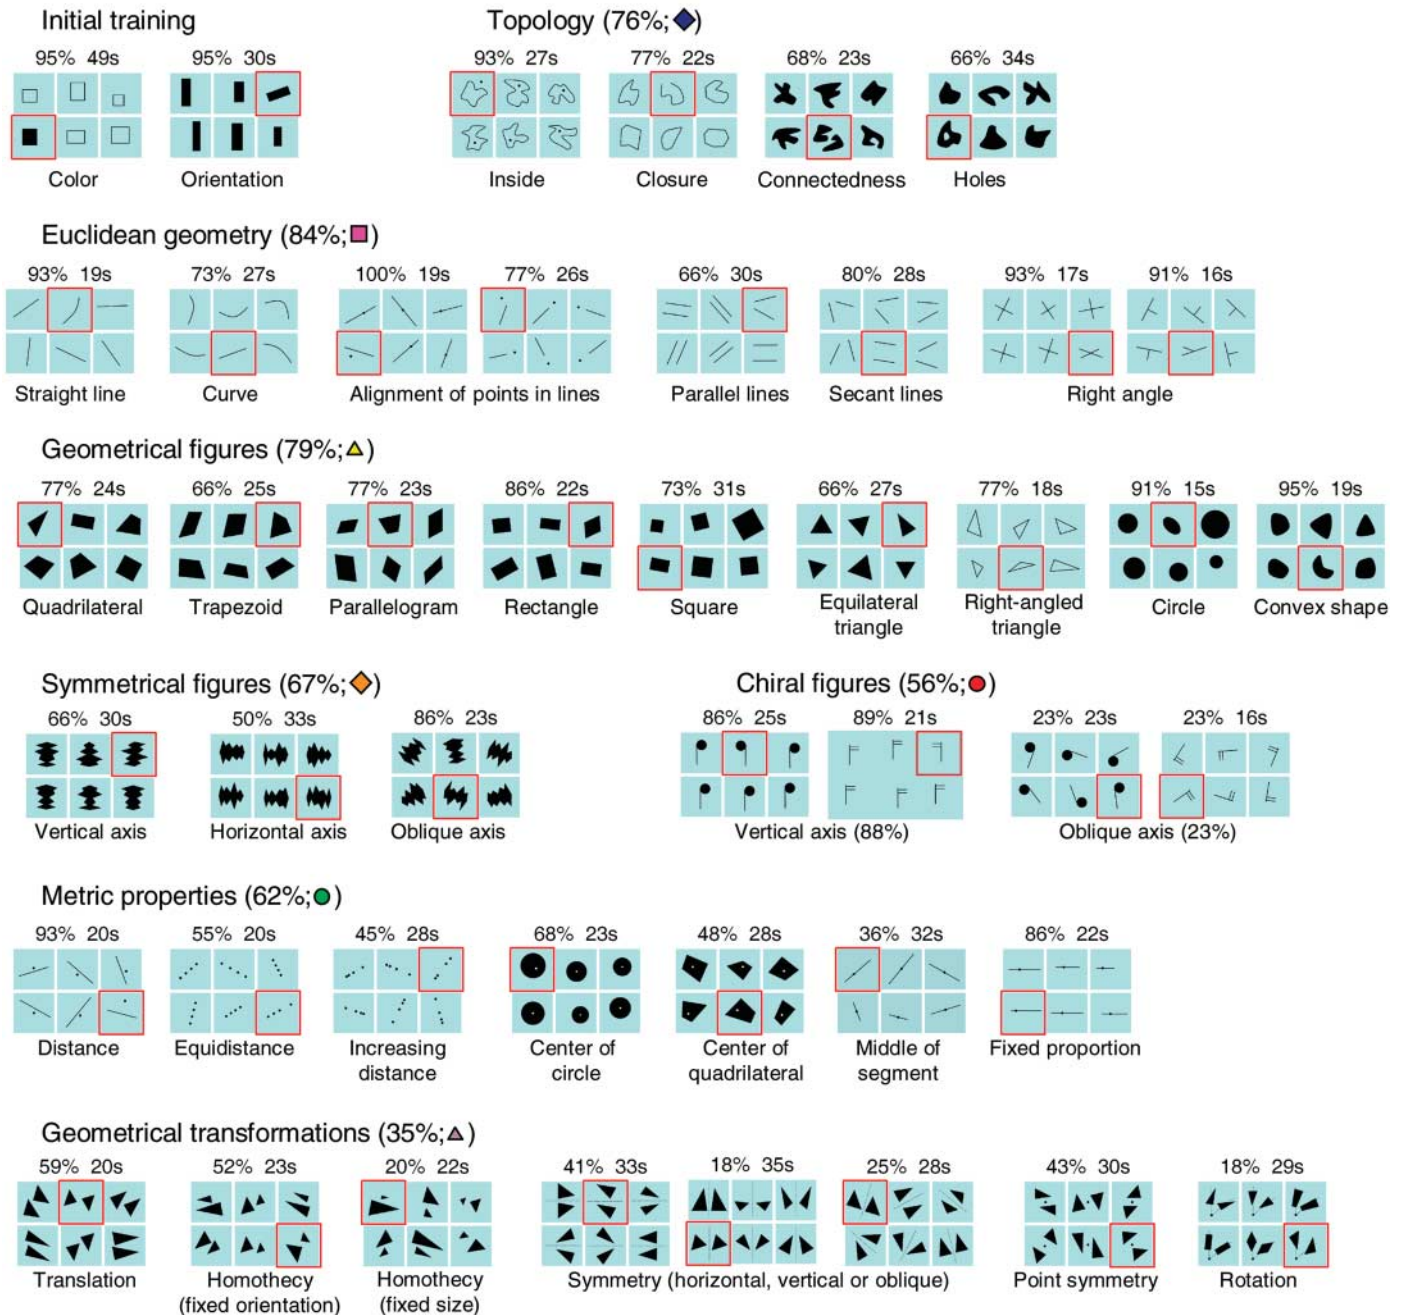 Initial training
Topology (76%; )
95% 49s
95% 30s
93% 27s
77% 22s
68% 23s
66% 34s
Color
Orientation
Inside
Closure
Connectedness
Holes
Euclidean geometry (84%; )
93% 19s
73% 27s
100% 19s
77% 26s
66% 30s
80% 28s
93% 17s
91% 16s
Straight line
Curve
Alignment of points in lines
Parallel lines
Secant lines
Right angle
Geometrical figures (79%; )
77% 24s
66% 25s
77% 23s
86% 22s
73% 31s
66% 27s
77% 18s
91% 15s
95% 19s
Quadrilateral
Trapezoid
Parallelogram
Rectangle
Square
Equilateral
triangle
Right-angled
triangle
Circle
Convex shape
Symmetrical figures (67%; )
Chiral figures (56%; )
66% 30s
50% 33s
86% 23s
86% 25s
89% 21s
23% 23s
23% 16s
Vertical axis
Horizontal axis
Oblique axis
Vertical axis (88%)
Oblique axis (23%)
Metric properties (62%; )
93% 20s
55% 20s
45% 28s
68% 23s
48% 28s
36% 32s
86% 22s
Distance
Equidistance
Increasing
distance
Center of
circle
Center of
quadrilateral
Middle of
segment
Fixed proportion
Geometrical transformations (35%; )
59% 20s
52% 23s
20% 22s
41% 33s
18% 35s
25% 28s
43% 30s
18% 29s
Translation
Homothecy
(fixed orientation)
Homothecy
(fixed size)
Symmetry (horizontal, vertical or oblique)
Point symmetry
Rotation